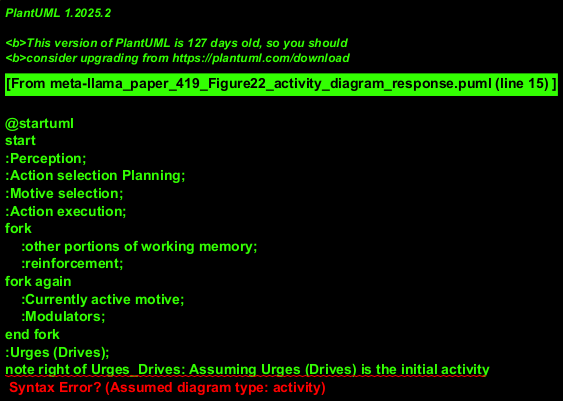 PlantUML 1.2025.2
<b>This version of PlantUML is 127 days old, so you should
<b>consider upgrading from https://plantuml.com/download
[From meta-llama_paper_419_Figure22_activity_diagram_response.puml (line 15) ]
@startuml
start
:Perception;
:Action selection Planning;
:Motive selection;
:Action execution;
fork
:other portions of working memory;
:reinforcement;
fork again
:Currently active motive;
:Modulators;
end fork
:Urges (Drives);
note right of Urges_Drives: Assuming Urges (Drives) is the initial activity
Syntax Error? (Assumed diagram type: activity)